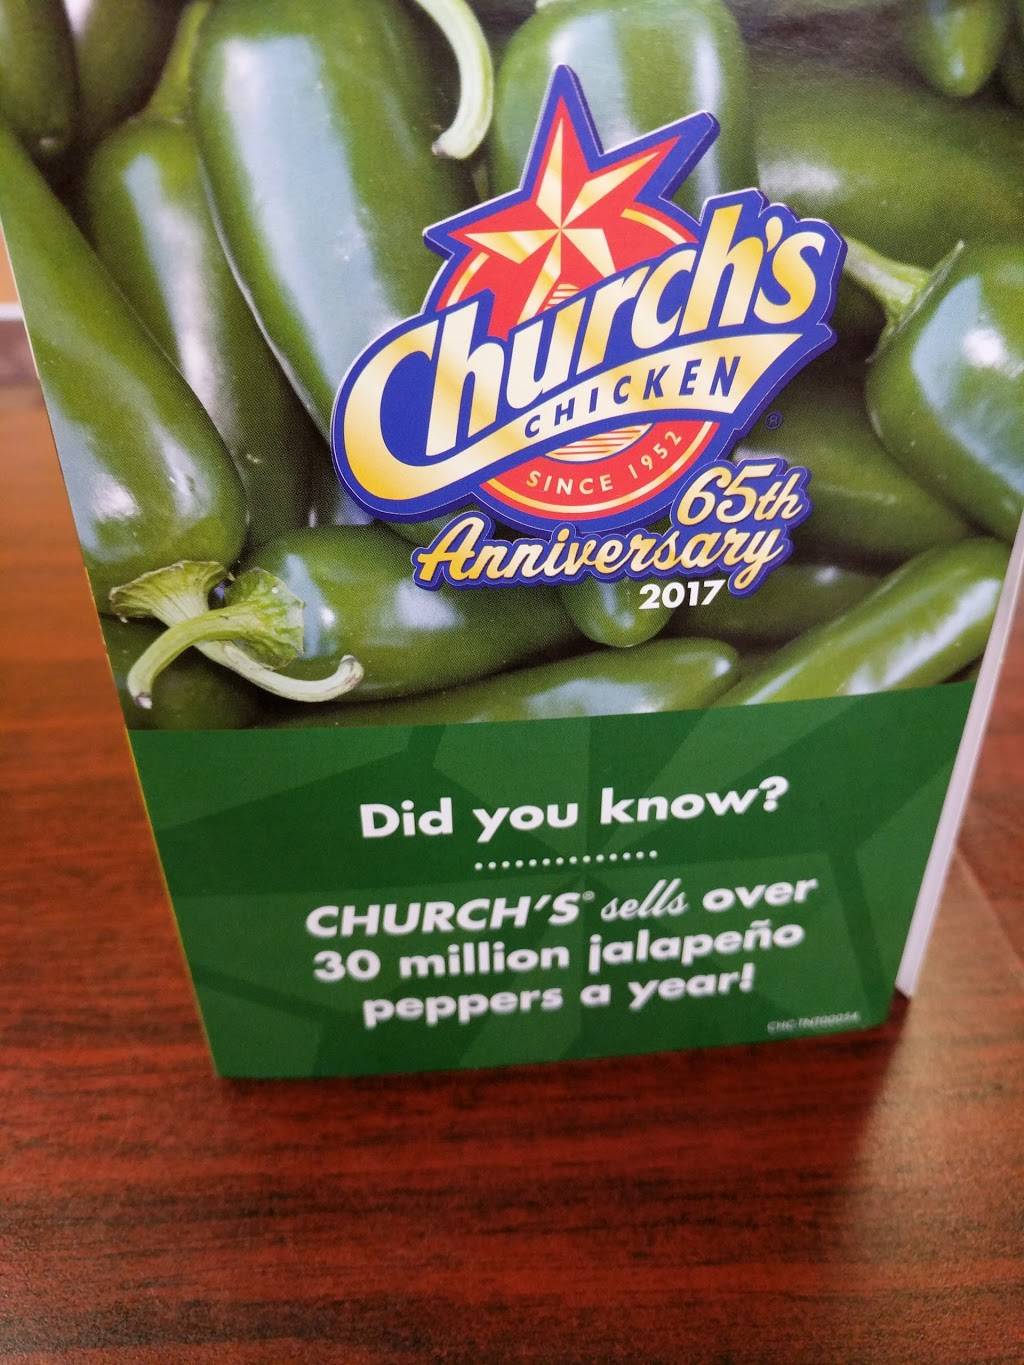 Church's
CHICKEN
®
SINCE 1952
65th
Anniversary
2017
Did you know?
CHURCH'S® sells over
30 million jalapeño
peppers a year!